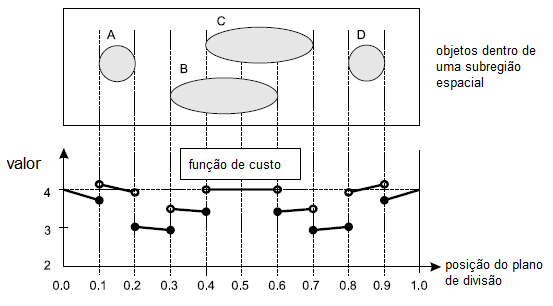 A
C
B
D
objetos dentro de
uma subregião
espacial
valor
função de custo
4
3
2
0.0 0.1 0.2 0.3 0.4 0.5 0.6 0.7 0.8 0.9 1.0
posição do plano
de divisão